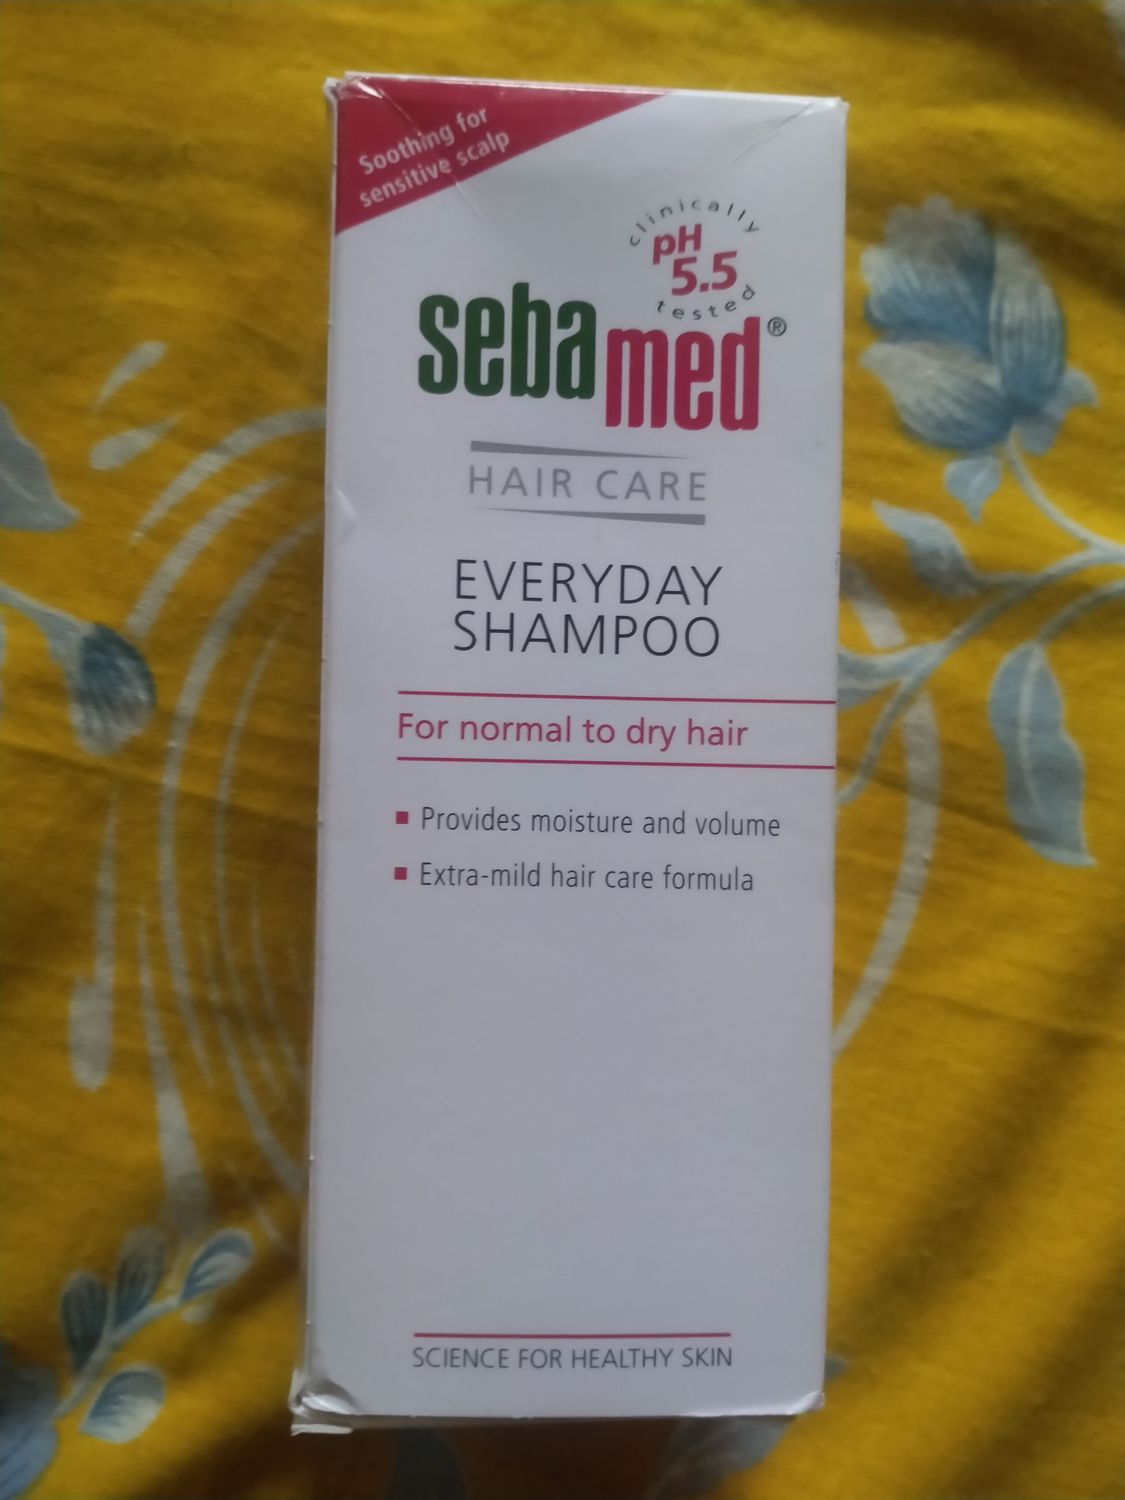 Soothing for
sensitive scalp
clinically
pH
5.5
tested
sebamed®
HAIR CARE
EVERYDAY
SHAMPOO
For normal to dry hair
▪ Provides moisture and volume
▪ Extra-mild hair care formula
SCIENCE FOR HEALTHY SKIN